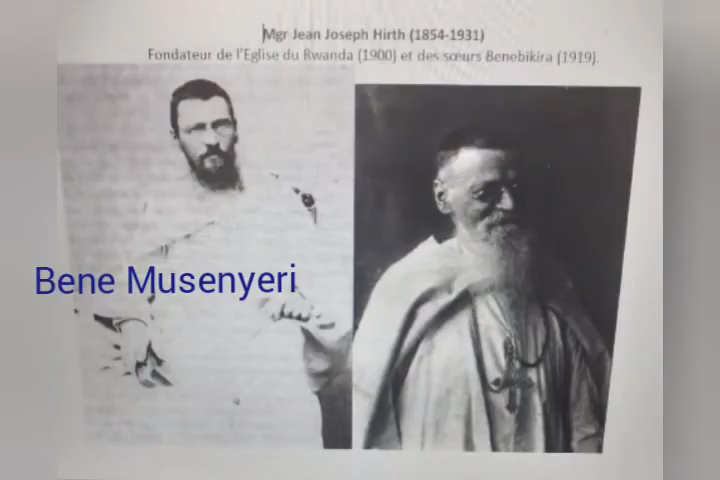 Mgr Jean Joseph Hirth (1854-1931)
Fondateur de l'Eglise du Rwanda (1900) et des sœurs Benebikira (1919).
Bene Musenyeri